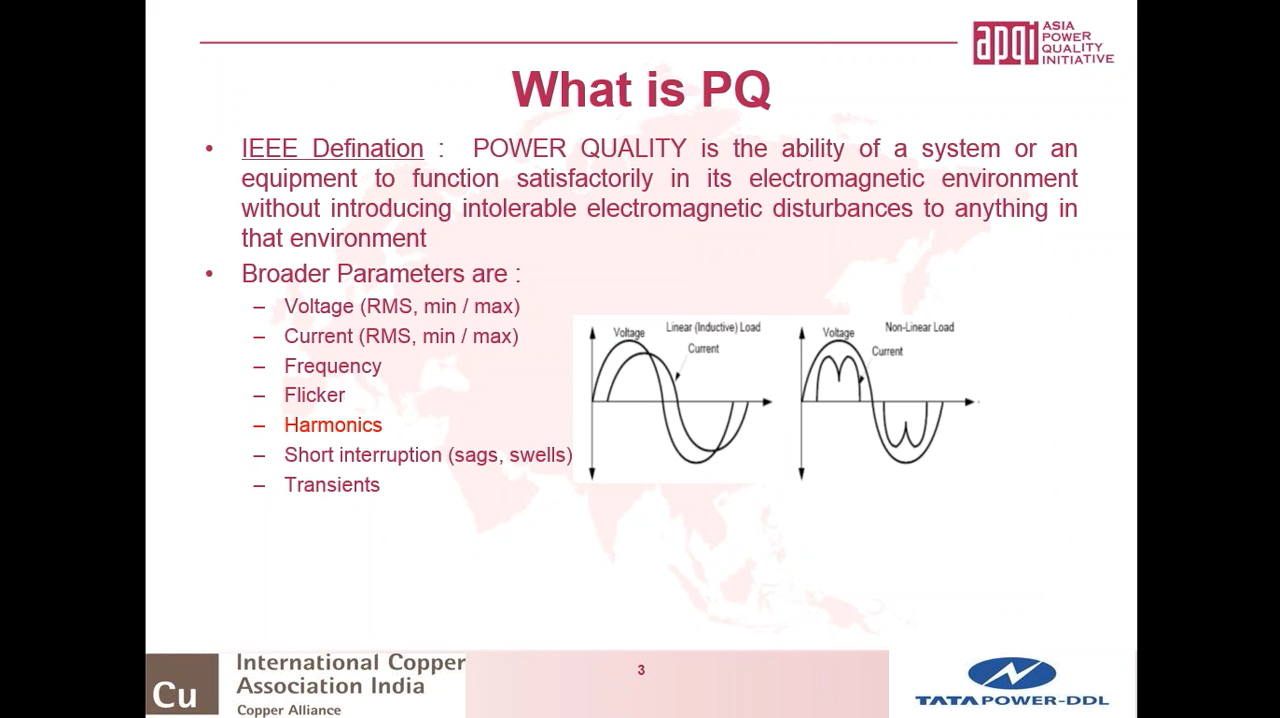 apqi ASIA
POWER
QUALITY
INITIATIVE
What is PQ
• IEEE Defination : POWER QUALITY is the ability of a system or an
equipment to function satisfactorily in its electromagnetic environment
without introducing intolerable electromagnetic disturbances to anything in
that environment
• Broader Parameters are :
– Voltage (RMS, min / max)
– Current (RMS, min / max)
– Frequency
– Flicker
– Harmonics
– Short interruption (sags, swells)
– Transients
Voltage Linear (Inductive) Load
Current
Voltage Non-Linear Load
Current
Cu
International Copper
Association India
Copper Alliance
3
TATA POWER-DDL